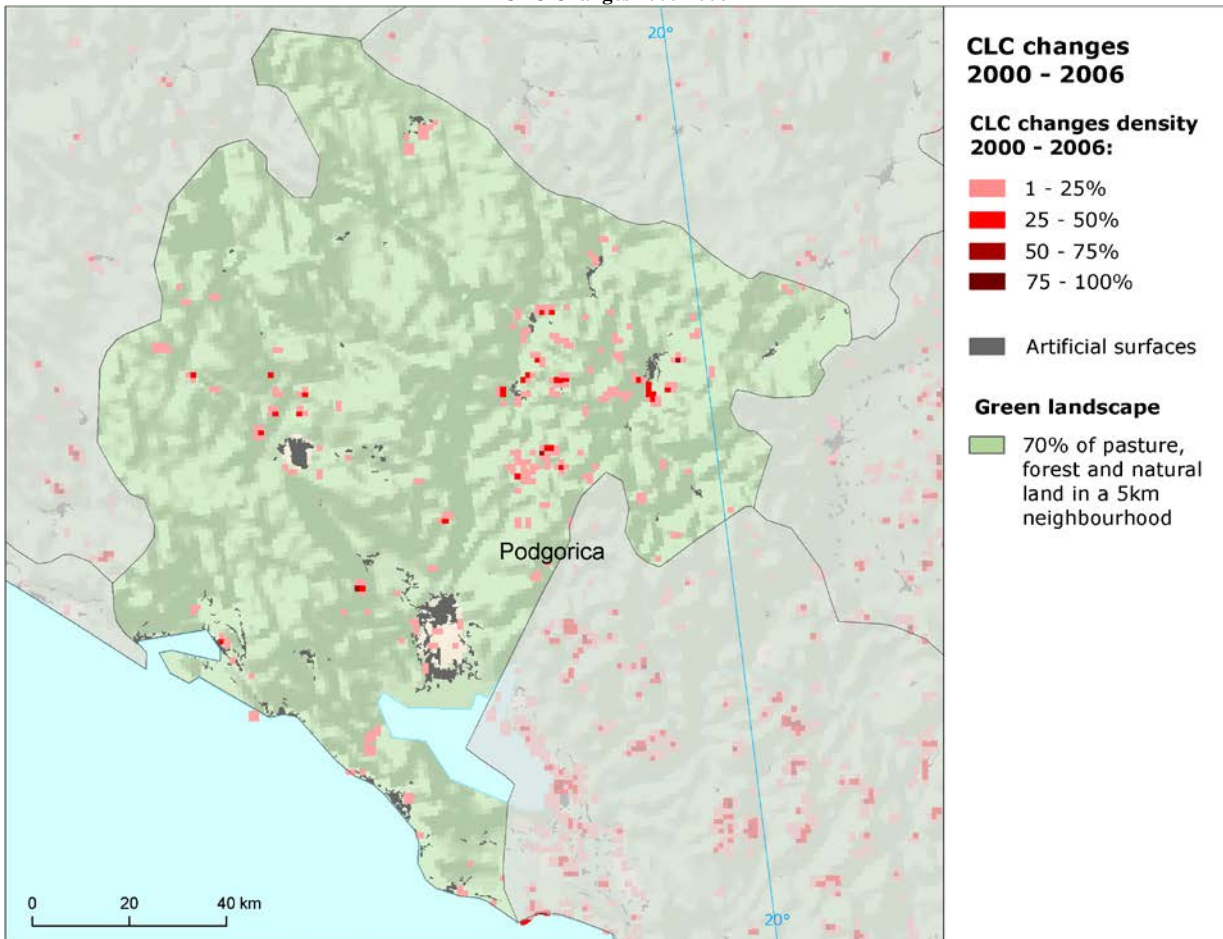 20°
CLC changes
2000 - 2006
CLC changes density
2000 - 2006:
1 - 25%
25 - 50%
50 - 75%
75 - 100%
Artificial surfaces
Green landscape
70% of pasture,
forest and natural
land in a 5km
neighbourhood
Podgorica
0 20 40 km
20°